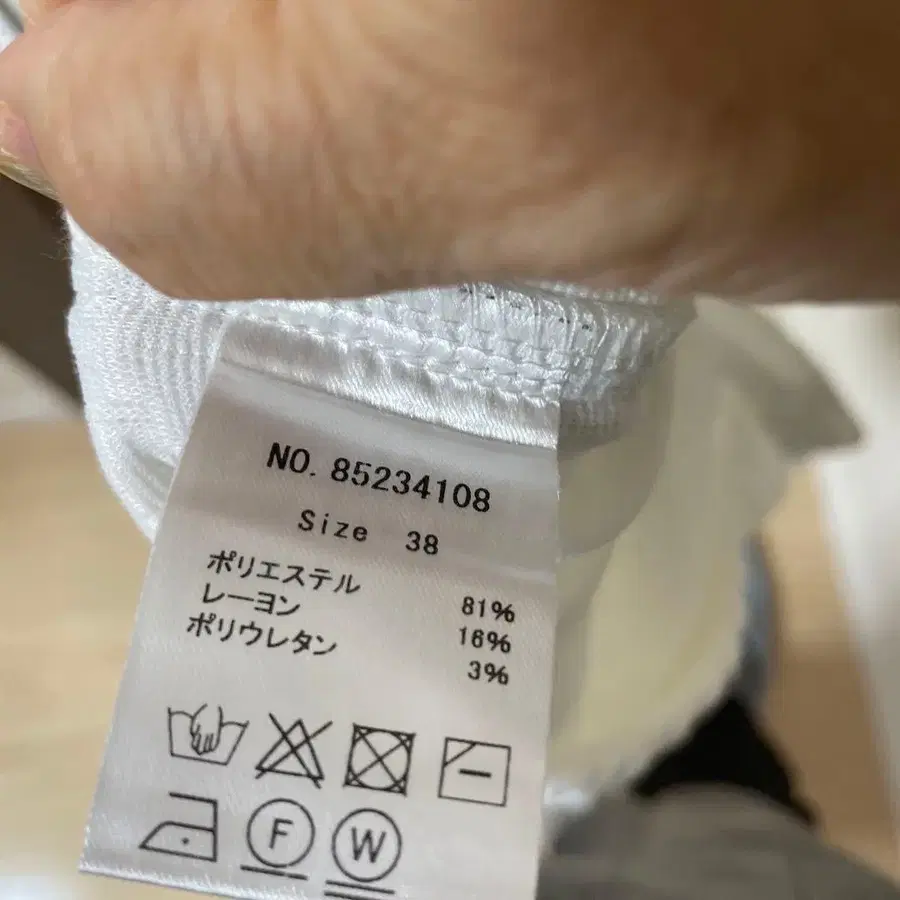 NO. 85234108
Size 38
ポリエステル 81%
レーヨン 16%
ポリウレタン 3%
F W